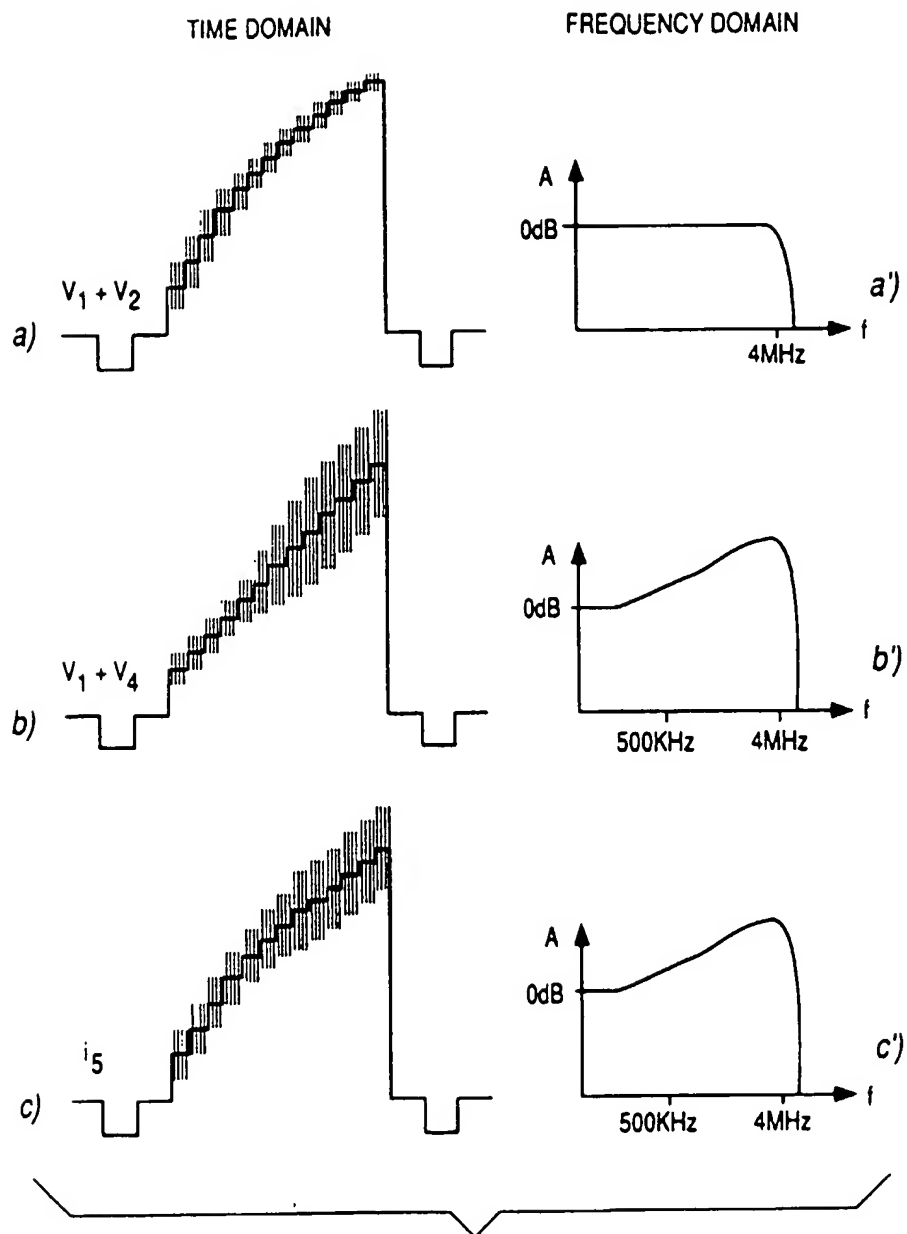 TIME DOMAIN
FREQUENCY DOMAIN
V1 + V2
a)
A
0dB
4MHz
f
a')
V1 + V4
b)
A
0dB
500KHz
4MHz
f
b')
i5
c)
A
0dB
500KHz
4MHz
f
c')